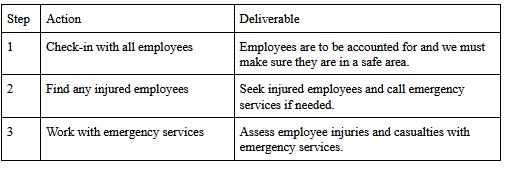 Step Action Deliverable
1 Check-in with all employees Employees are to be accounted for and we must
make sure they are in a safe area.
2 Find any injured employees Seek injured employees and call emergency
services if needed.
3 Work with emergency services Assess employee injuries and casualties with
emergency services.